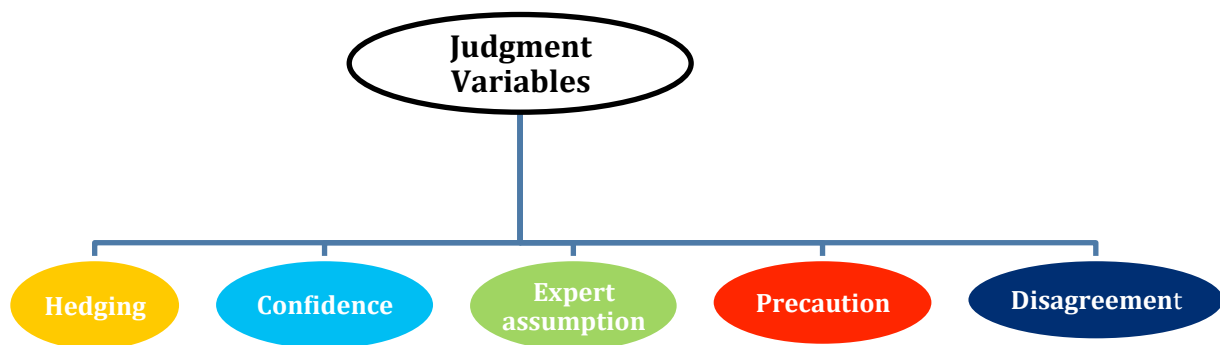 Judgment
Variables
Hedging
Confidence
Expert
assumption
Precaution
Disagreement